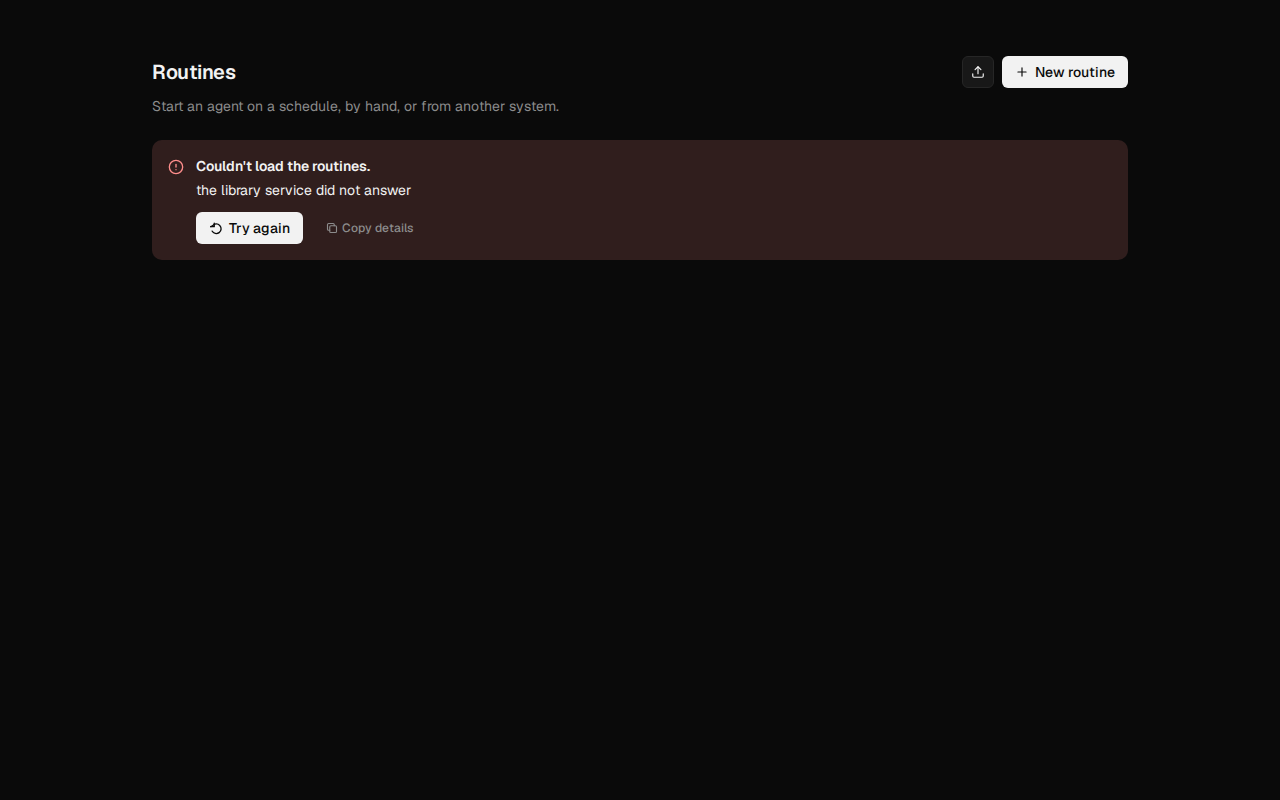 Routines
New routine
Start an agent on a schedule, by hand, or from another system.
Couldn't load the routines.
the library service did not answer
Try again
Copy details